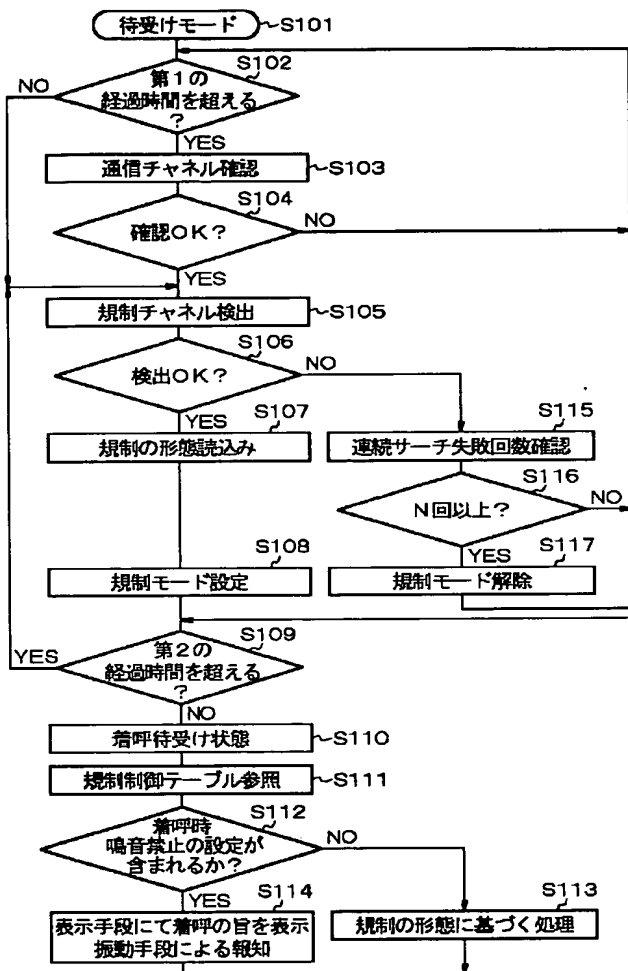 待受けモード S101
S102
第1の
経過時間を超える
?
NO
YES
通信チャネル確認 S103
S104
確認OK?
NO
YES
規制チャネル検出 S105
S106
検出OK?
NO
YES
S107
規制の形態読込み
S115
連続サーチ失敗回数確認
S116
N回以上?
NO
YES
S117
規制モード解除
S108
規制モード設定
S109
第2の
経過時間を超える
?
YES
NO
着呼待受け状態 S110
規制制御テーブル参照 S111
S112
着呼時
鳴音禁止の設定が
含まれるか?
NO
YES
S114
表示手段にて着呼の旨を表示
振動手段による報知
S113
規制の形態に基づく処理